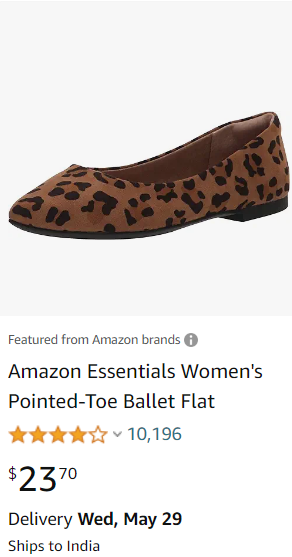 Featured from Amazon brands
Amazon Essentials Women's
Pointed-Toe Ballet Flat
10,196
$23.70
Delivery Wed, May 29
Ships to India